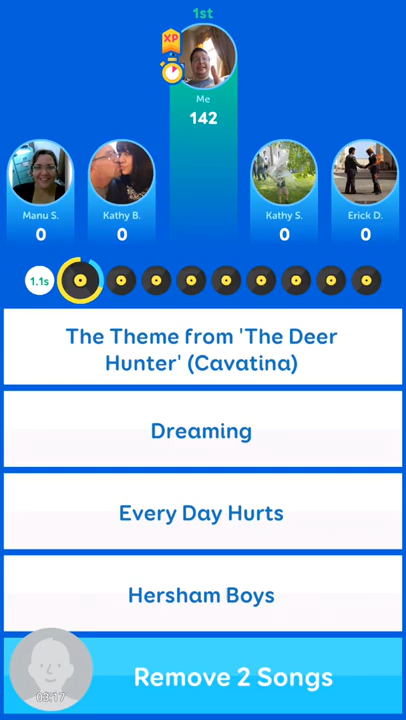 1st
XP
Me
142
Manu S.
Kathy B.
Kathy S.
Erick D.
0
0
0
0
1.1s
The Theme from 'The Deer
Hunter' (Cavatina)
Dreaming
Every Day Hurts
Hersham Boys
03:17
Remove 2 Songs